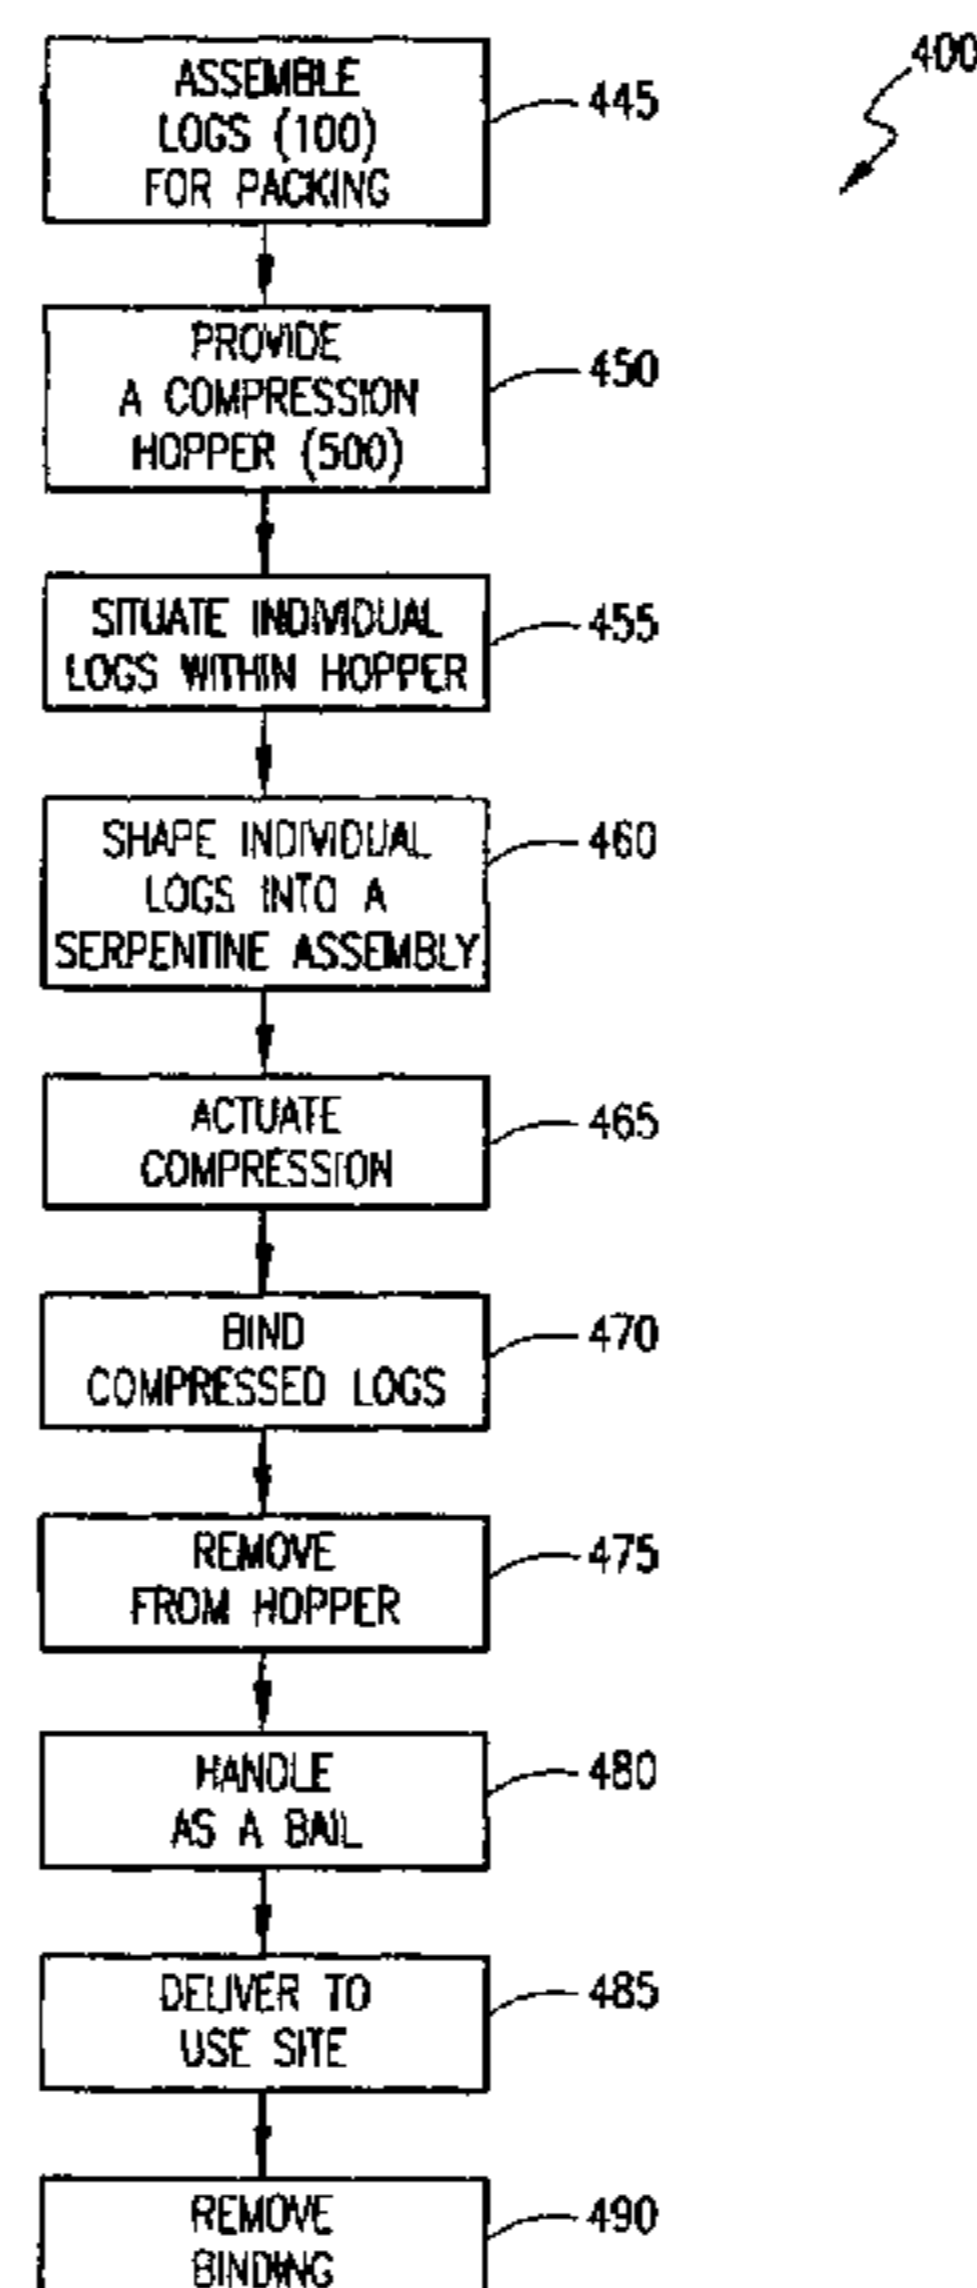 400
ASSEMBLE
LOGS (100)
FOR PACKING
445
PROVIDE
A COMPRESSION
HOPPER (500)
450
SITUATE INDIVIDUAL
LOGS WITHIN HOPPER
455
SHAPE INDIVIDUAL
LOGS INTO A
SERPENTINE ASSEMBLY
460
ACTUATE
COMPRESSION
465
BIND
COMPRESSED LOGS
470
REMOVE
FROM HOPPER
475
HANDLE
AS A BAIL
480
DELIVER TO
USE SITE
485
REMOVE
BINDING
490